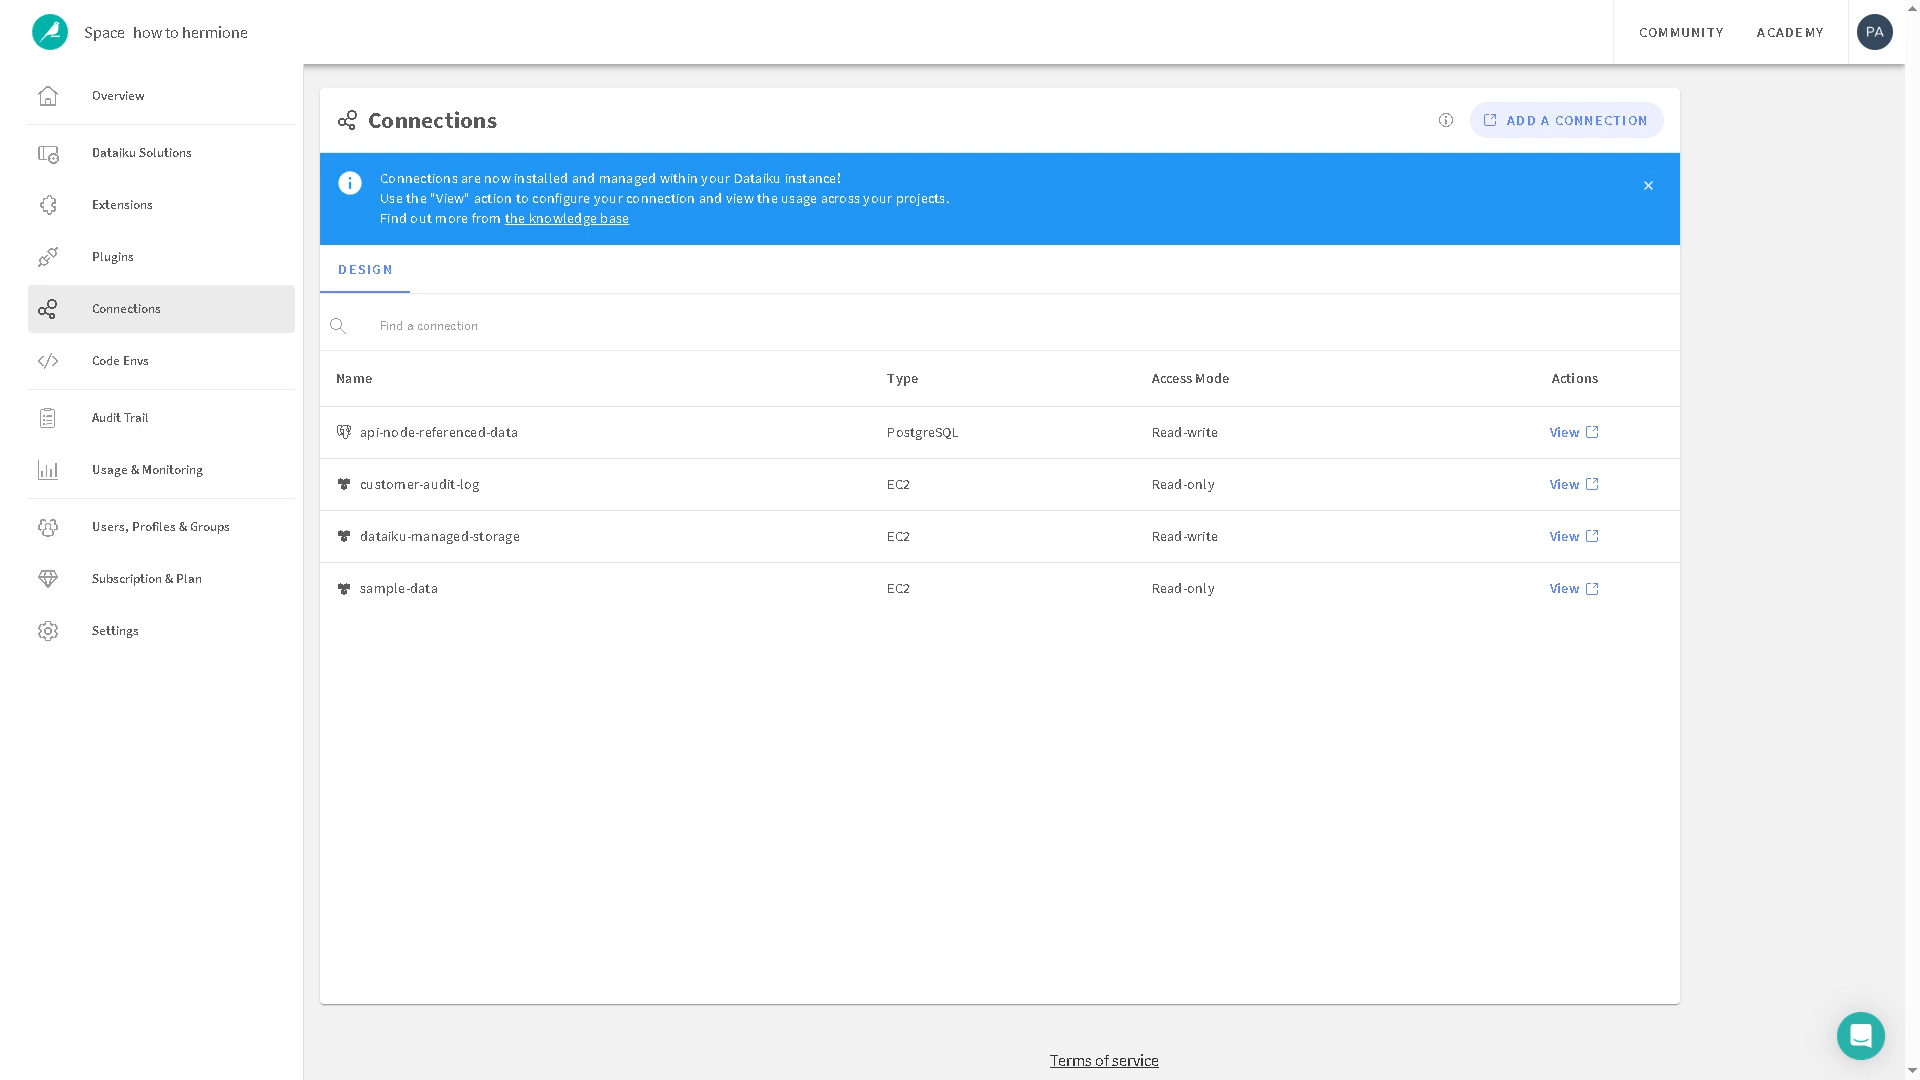 Space how to hermione
COMMUNITY
ACADEMY
PA
Overview
Dataiku Solutions
Extensions
Plugins
Connections
Code Envs
Audit Trail
Usage & Monitoring
Users, Profiles & Groups
Subscription & Plan
Settings
Connections
ADD A CONNECTION
Connections are now installed and managed within your Dataiku instance!
Use the "View" action to configure your connection and view the usage across your projects.
Find out more from the knowledge base
DESIGN
Find a connection
Name Type Access Mode Actions
api-node-referenced-data PostgreSQL Read-write View
customer-audit-log EC2 Read-only View
dataiku-managed-storage EC2 Read-write View
sample-data EC2 Read-only View
Terms of service